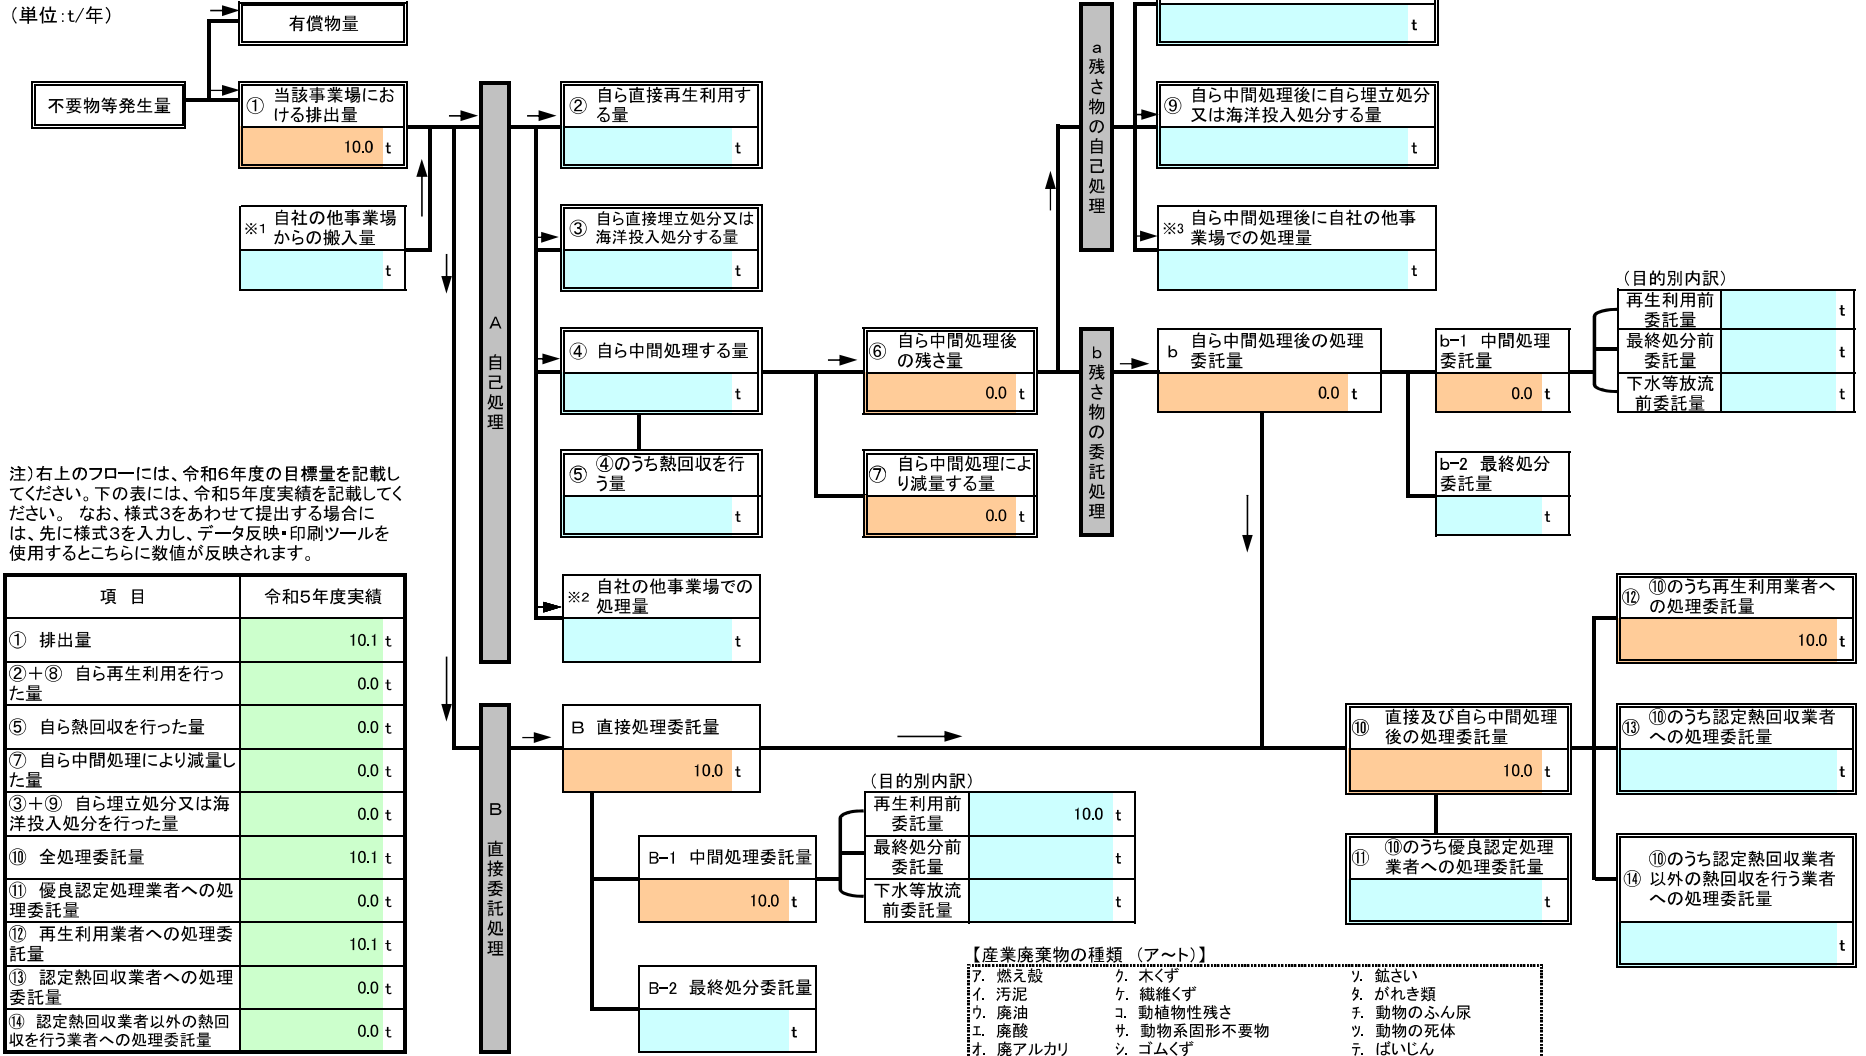 （単位：t/年）
有償物量
t
不要物等発生量
① 当該事業場にお
ける排出量
10.0 t
※1 自社の他事業場
からの搬入量
t
A 自己処理
② 自ら直接再生利用す
る量
t
③ 自ら直接埋立処分又は
海洋投入処分する量
t
④ 自ら中間処理する量
t
⑤ ④のうち熱回収を行
う量
t
※2 自社の他事業場での
処理量
t
⑥ 自ら中間処理後
の残さ量
0.0 t
⑦ 自ら中間処理によ
り減量する量
0.0 t
a 残さ物の自己処理
⑨ 自ら中間処理後に自ら埋立処分
又は海洋投入処分する量
t
※3 自ら中間処理後に自社の他事
業場での処理量
t
b 残さ物の委託処理
b 自ら中間処理後の処理
委託量
0.0 t
b-1 中間処理
委託量
0.0 t
（目的別内訳）
再生利用前
委託量
t
最終処分前
委託量
t
下水等放流
前委託量
t
b-2 最終処分
委託量
t
注）右上のフローには、令和6年度の目標量を記載し
てください。下の表には、令和5年度実績を記載してく
ださい。 なお、様式3をあわせて提出する場合に
は、先に様式3を入力し、データ反映・印刷ツールを
使用するとこちらに数値が反映されます。
項 目 令和5年度実績
① 排出量 10.1 t
②＋⑧ 自ら再生利用を行っ
た量 0.0 t
⑤ 自ら熱回収を行った量 0.0 t
⑦ 自ら中間処理により減量し
た量 0.0 t
③＋⑨ 自ら埋立処分又は海
洋投入処分を行った量 0.0 t
⑩ 全処理委託量 10.1 t
⑪ 優良認定処理業者への処
理委託量 0.0 t
⑫ 再生利用業者への処理委
託量 10.1 t
⑬ 認定熱回収業者への処理
委託量 0.0 t
⑭ 認定熱回収業者以外の熱回
収を行う業者への処理委託量 0.0 t
B 直接委託処理
B 直接処理委託量
10.0 t
B-1 中間処理委託量
10.0 t
B-2 最終処分委託量
t
（目的別内訳）
再生利用前
委託量
10.0 t
最終処分前
委託量
t
下水等放流
前委託量
t
⑩ 直接及び自ら中間処理
後の処理委託量
10.0 t
⑪ ⑩のうち優良認定処理
業者への処理委託量
t
⑫ ⑩のうち再生利用業者へ
の処理委託量
10.0 t
⑬ ⑩のうち認定熱回収業者
への処理委託量
t
⑭ ⑩のうち認定熱回収業者
以外の熱回収を行う業者
への処理委託量
t
【産業廃棄物の種類 （ア～ト）】
ア. 燃え殻 ク. 木くず ソ. 鉱さい
イ. 汚泥 ケ. 繊維くず タ. がれき類
ウ. 廃油 コ. 動植物性残さ チ. 動物のふん尿
エ. 廃酸 サ. 動物系固形不要物 ツ. 動物の死体
オ. 廃アルカリ シ. ゴムくず テ. ばいじん